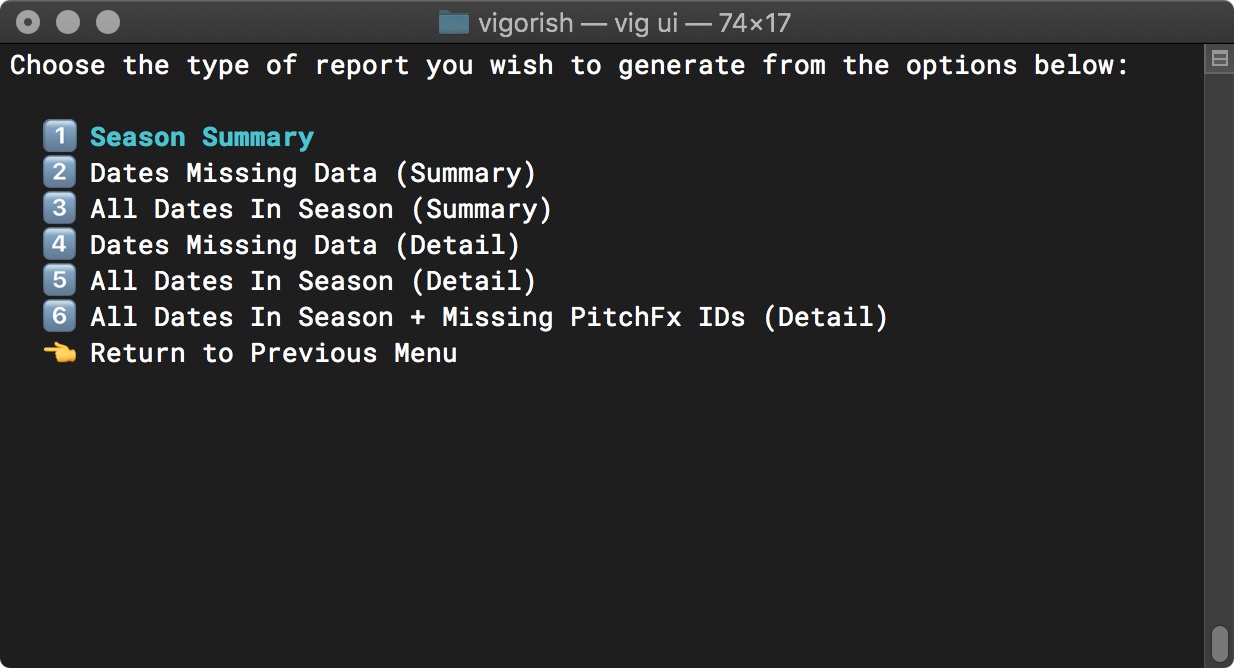 vigorish — vig ui — 74×17
Choose the type of report you wish to generate from the options below:
1 Season Summary
2 Dates Missing Data (Summary)
3 All Dates In Season (Summary)
4 Dates Missing Data (Detail)
5 All Dates In Season (Detail)
6 All Dates In Season + Missing PitchFx IDs (Detail)
Return to Previous Menu